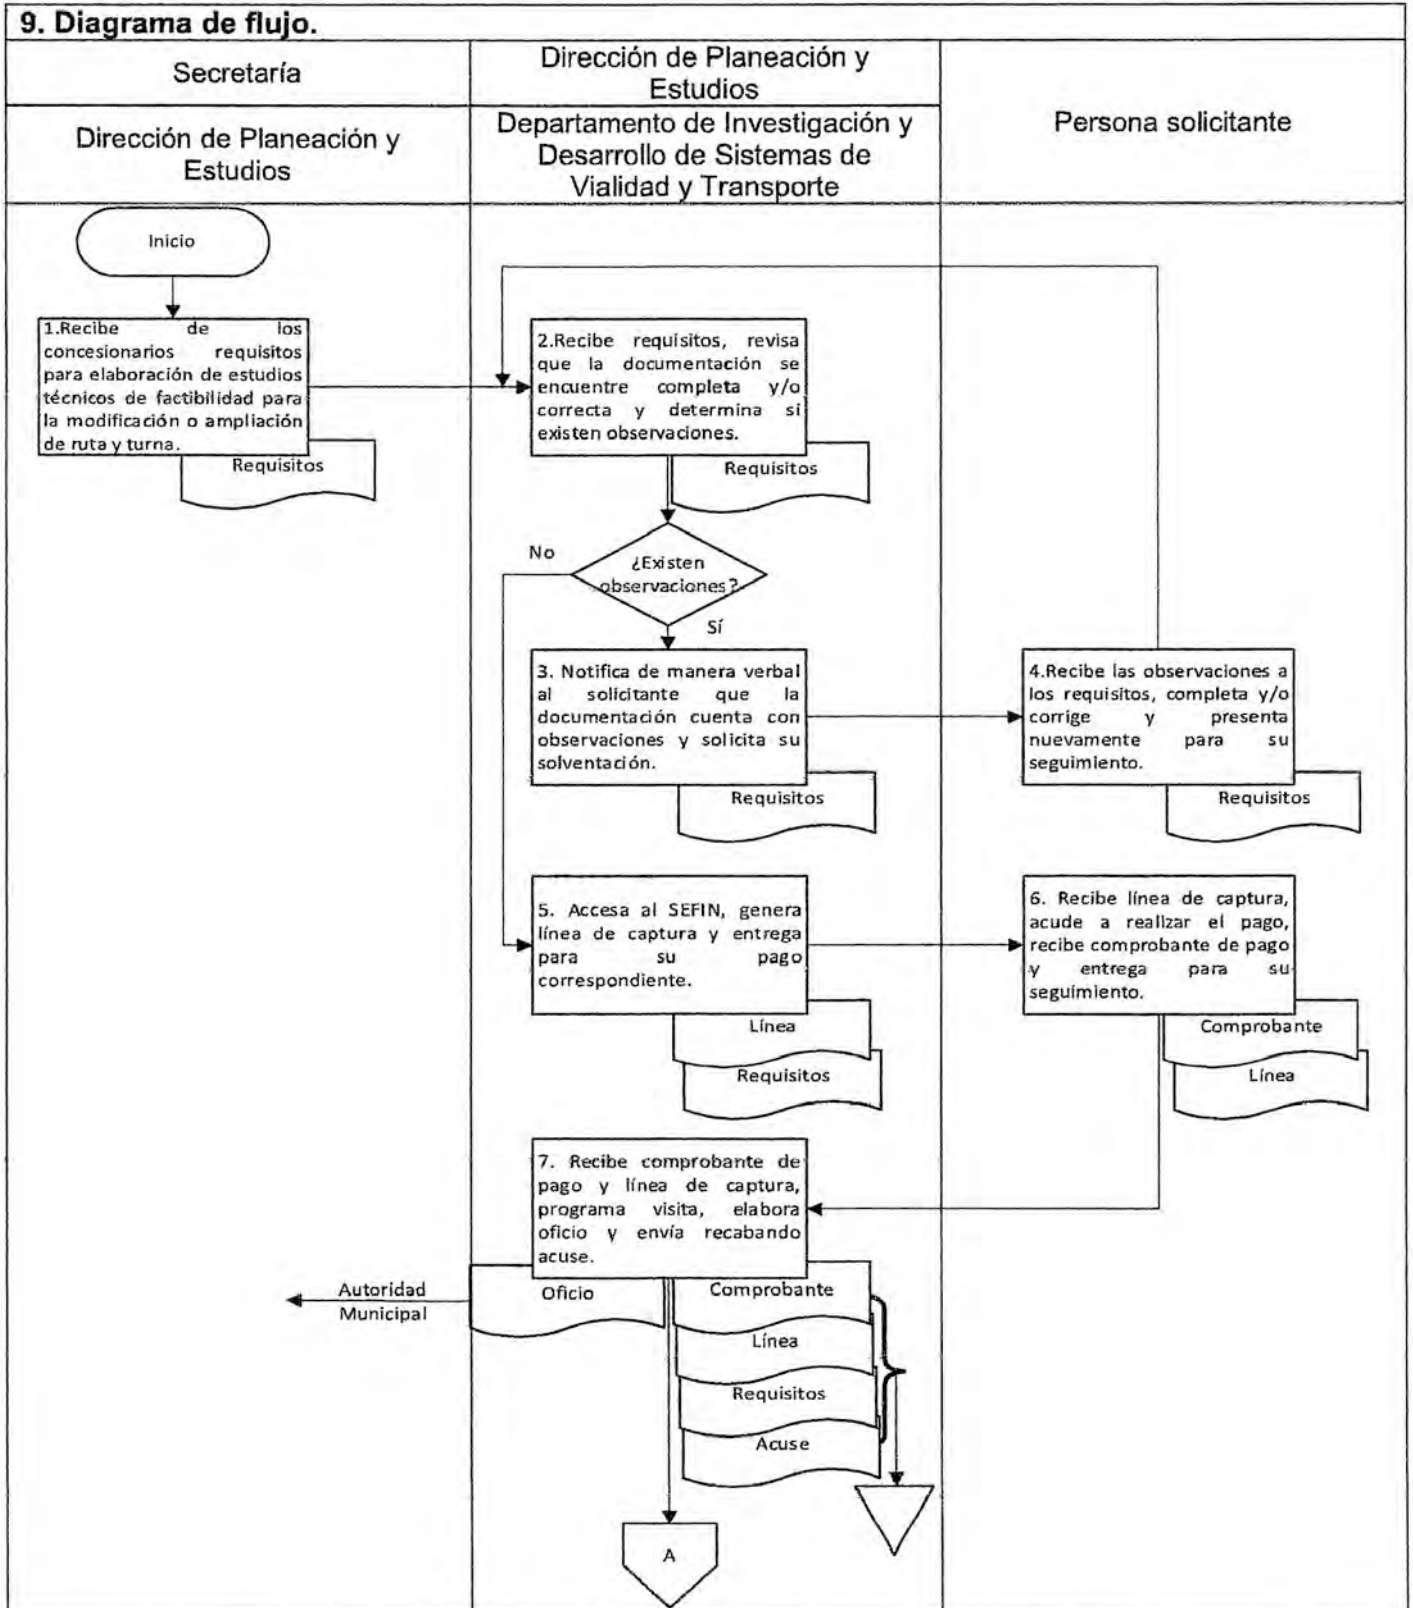 9. Diagrama de flujo.
Secretaría
Dirección de Planeación y
Estudios
Dirección de Planeación y
Estudios
Departamento de Investigación y
Desarrollo de Sistemas de
Vialidad y Transporte
Persona solicitante
Inicio
1.Recibe de los
concesionarios requisitos
para elaboración de estudios
técnicos de factibilidad para
la modificación o ampliación
de ruta y turna.
Requisitos
2.Recibe requisitos, revisa
que la documentación se
encuentre completa y/o
correcta y determina si
existen observaciones.
Requisitos
¿Existen
observaciones?
No
Sí
3. Notifica de manera verbal
al solicitante que la
documentación cuenta con
observaciones y solicita su
solventación.
Requisitos
4.Recibe las observaciones a
los requisitos, completa y/o
corrige y presenta
nuevamente para su
seguimiento.
Requisitos
5. Accesa al SEFIN, genera
línea de captura y entrega
para su pago
correspondiente.
Línea
Requisitos
6. Recibe línea de captura,
acude a realizar el pago,
recibe comprobante de pago
y entrega para su
seguimiento.
Comprobante
Línea
7. Recibe comprobante de
pago y línea de captura,
programa visita, elabora
oficio y envía recabando
acuse.
Autoridad
Municipal
Oficio
Comprobante
Línea
Requisitos
Acuse
A